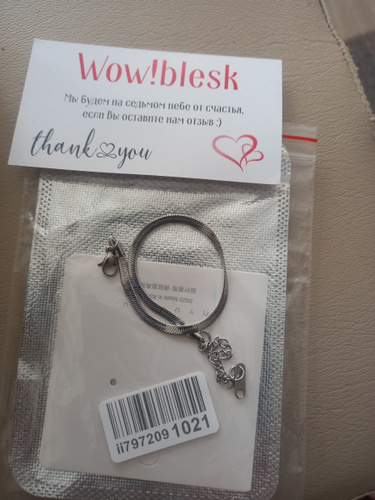 Wow!blesk
Мы будем на седьмом небе от счастья,
если Вы оставите нам отзыв ;)
thank you
ii797209 1021